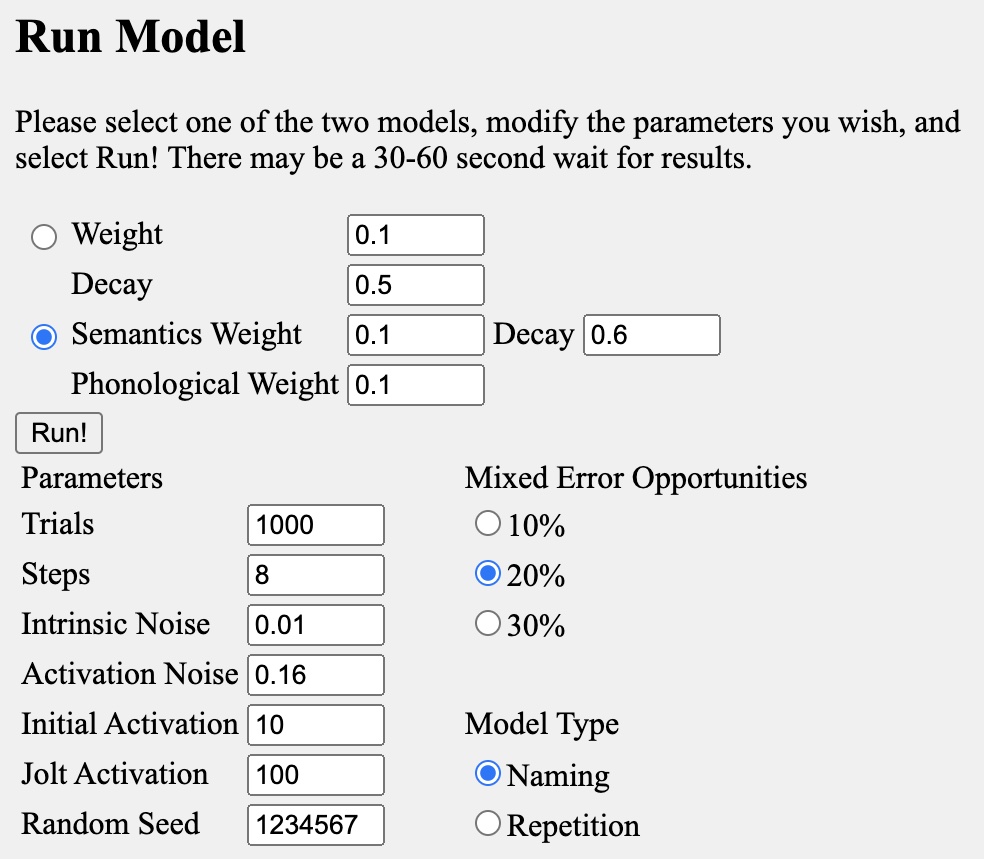 Run Model
Please select one of the two models, modify the parameters you wish, and
select Run! There may be a 30-60 second wait for results.
Weight 0.1
Decay 0.5
Semantics Weight 0.1 Decay 0.6
Phonological Weight 0.1
Run!
Parameters Mixed Error Opportunities
Trials 1000 10%
Steps 8 20%
Intrinsic Noise 0.01 30%
Activation Noise 0.16
Initial Activation 10 Model Type
Jolt Activation 100 Naming
Random Seed 1234567 Repetition